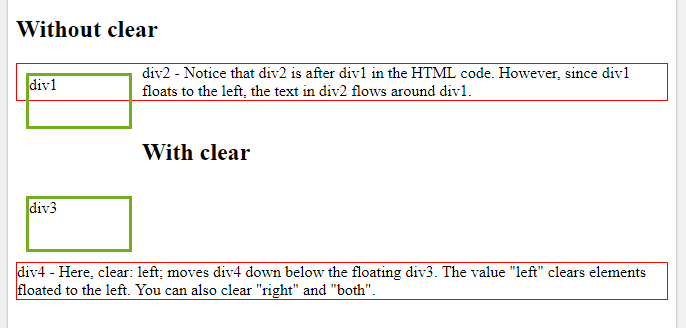 Without clear
div1
div2 - Notice that div2 is after div1 in the HTML code. However, since div1
floats to the left, the text in div2 flows around div1.
With clear
div3
div4 - Here, clear: left; moves div4 down below the floating div3. The value "left" clears elements
floated to the left. You can also clear "right" and "both".